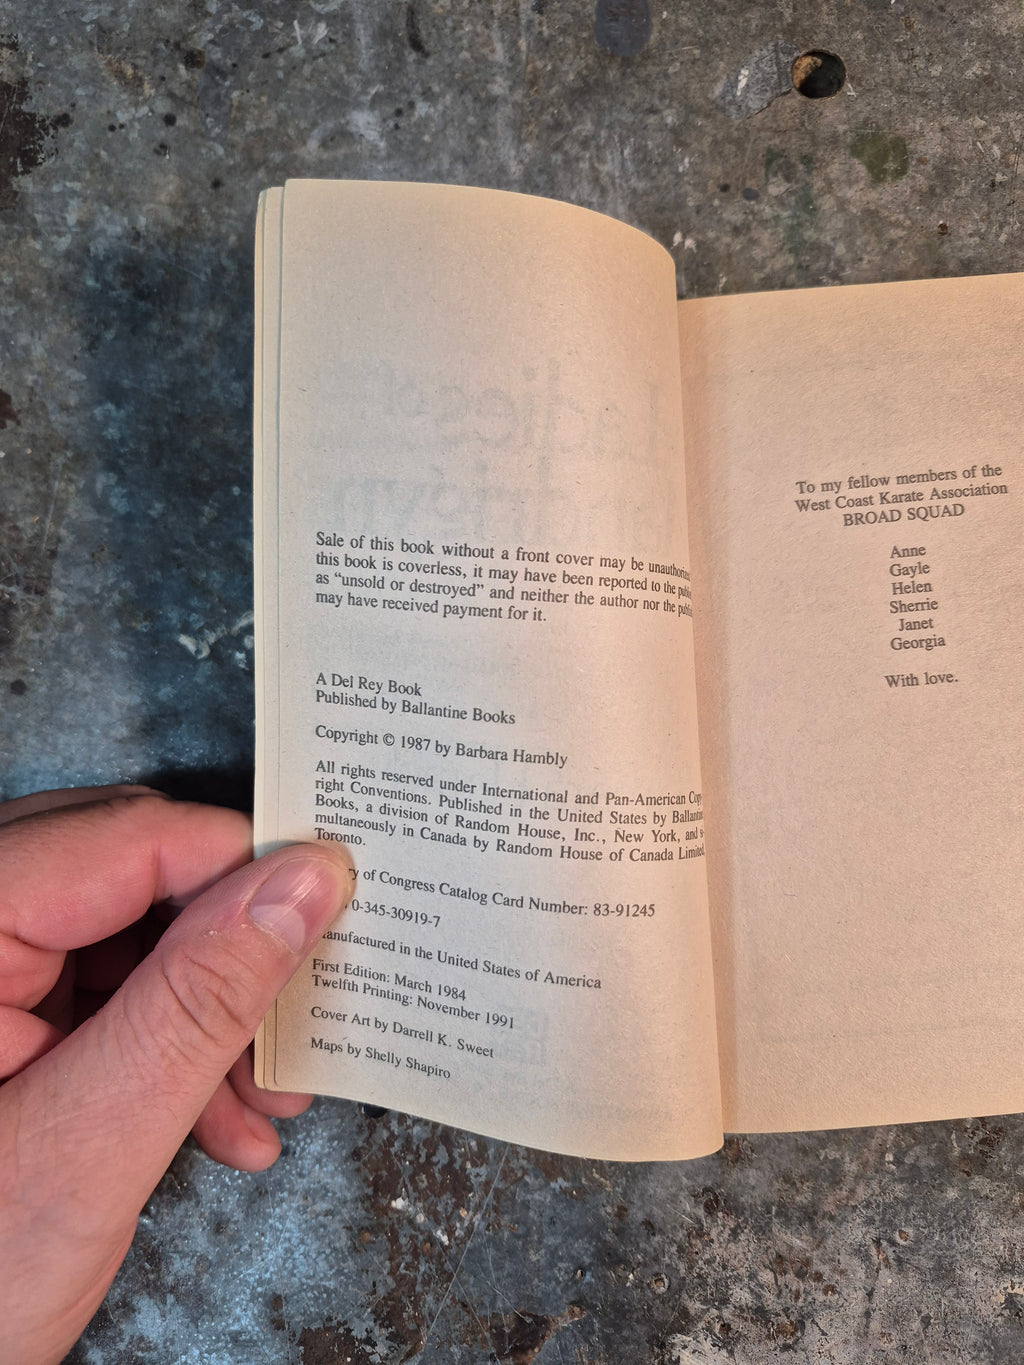 Sale of this book without a front cover may be
this book is coverless, it may have been reported to the
as “unsold or destroyed” and neither the author nor the
may have received payment for it.
A Del Rey Book
Published by Ballantine Books
Copyright © 1987 by Barbara Hambly
All rights reserved under International and Pan-American
right Conventions. Published in the United States by
Books, a division of Random House, Inc., New York, and
multaneously in Canada by Random House of Canada Limited,
Toronto.
of Congress Catalog Card Number: 83-91245
0-345-30919-7
in the United States of America
First Edition: March 1984
Twelfth Printing: November 1991
Cover Art by Darrell K. Sweet
Maps by Shelly Shapiro
To my fellow members of the
West Coast Karate Association
BROAD SQUAD
Anne
Gayle
Helen
Sherrie
Janet
Georgia
With love.